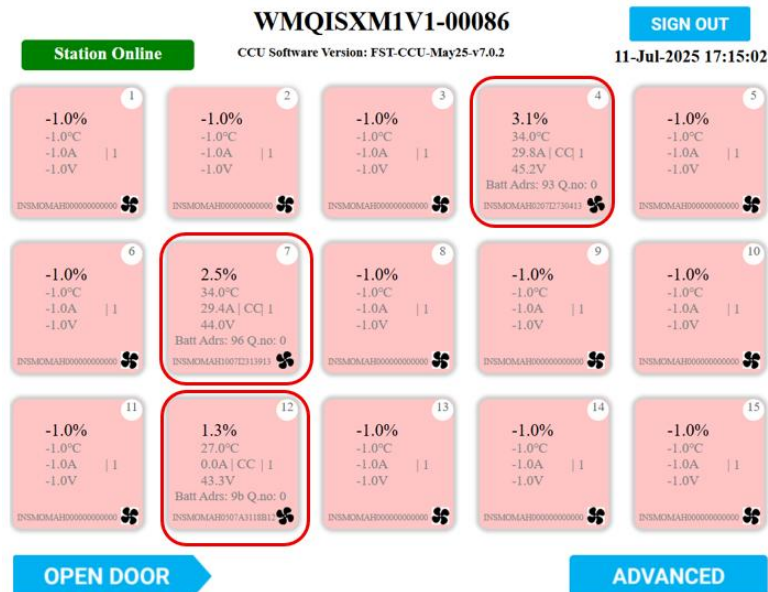 WMQISXM1V1-00086
SIGN OUT
Station Online
CCU Software Version: FST-CCU-May25-v7.0.2
11-Jul-2025 17:15:02
1
-1.0%
-1.0°C
-1.0A | 1
-1.0V
INSMOMAH000000000000
2
-1.0%
-1.0°C
-1.0A | 1
-1.0V
INSMOMAH000000000000
3
-1.0%
-1.0°C
-1.0A | 1
-1.0V
INSMOMAH000000000000
4
3.1%
34.0°C
29.8A | CC| 1
45.2V
Batt Adrs: 93 Q.no: 0
INSMOMAH0207I2730413
5
-1.0%
-1.0°C
-1.0A | 1
-1.0V
INSMOMAH000000000000
6
-1.0%
-1.0°C
-1.0A | 1
-1.0V
INSMOMAH000000000000
7
2.5%
34.0°C
29.4A | CC| 1
44.0V
Batt Adrs: 96 Q.no: 0
INSMOMAH1007I2313913
8
-1.0%
-1.0°C
-1.0A | 1
-1.0V
INSMOMAH000000000000
9
-1.0%
-1.0°C
-1.0A | 1
-1.0V
INSMOMAH000000000000
10
-1.0%
-1.0°C
-1.0A | 1
-1.0V
INSMOMAH000000000000
11
-1.0%
-1.0°C
-1.0A | 1
-1.0V
INSMOMAH000000000000
12
1.3%
27.0°C
0.0A | CC | 1
43.3V
Batt Adrs: 9b Q.no: 0
INSMOMAH0507A3118B12
13
-1.0%
-1.0°C
-1.0A | 1
-1.0V
INSMOMAH000000000000
14
-1.0%
-1.0°C
-1.0A | 1
-1.0V
INSMOMAH000000000000
15
-1.0%
-1.0°C
-1.0A | 1
-1.0V
INSMOMAH000000000000
OPEN DOOR
ADVANCED